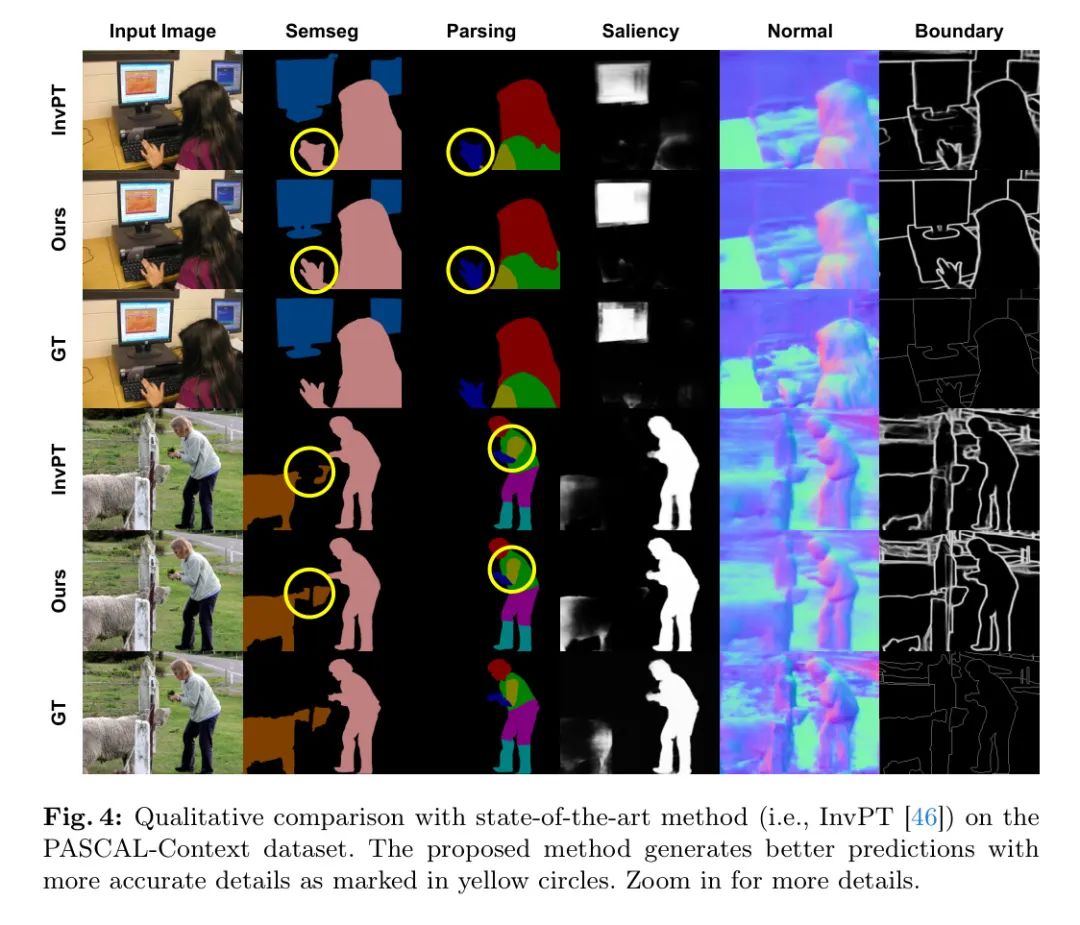 Input Image Semseg Parsing Saliency Normal Boundary
InvPT
Ours
GT
InvPT
Ours
GT
Fig. 4: Qualitative comparison with state-of-the-art method (i.e., InvPT [46]) on the
PASCAL-Context dataset. The proposed method generates better predictions with
more accurate details as marked in yellow circles. Zoom in for more details.